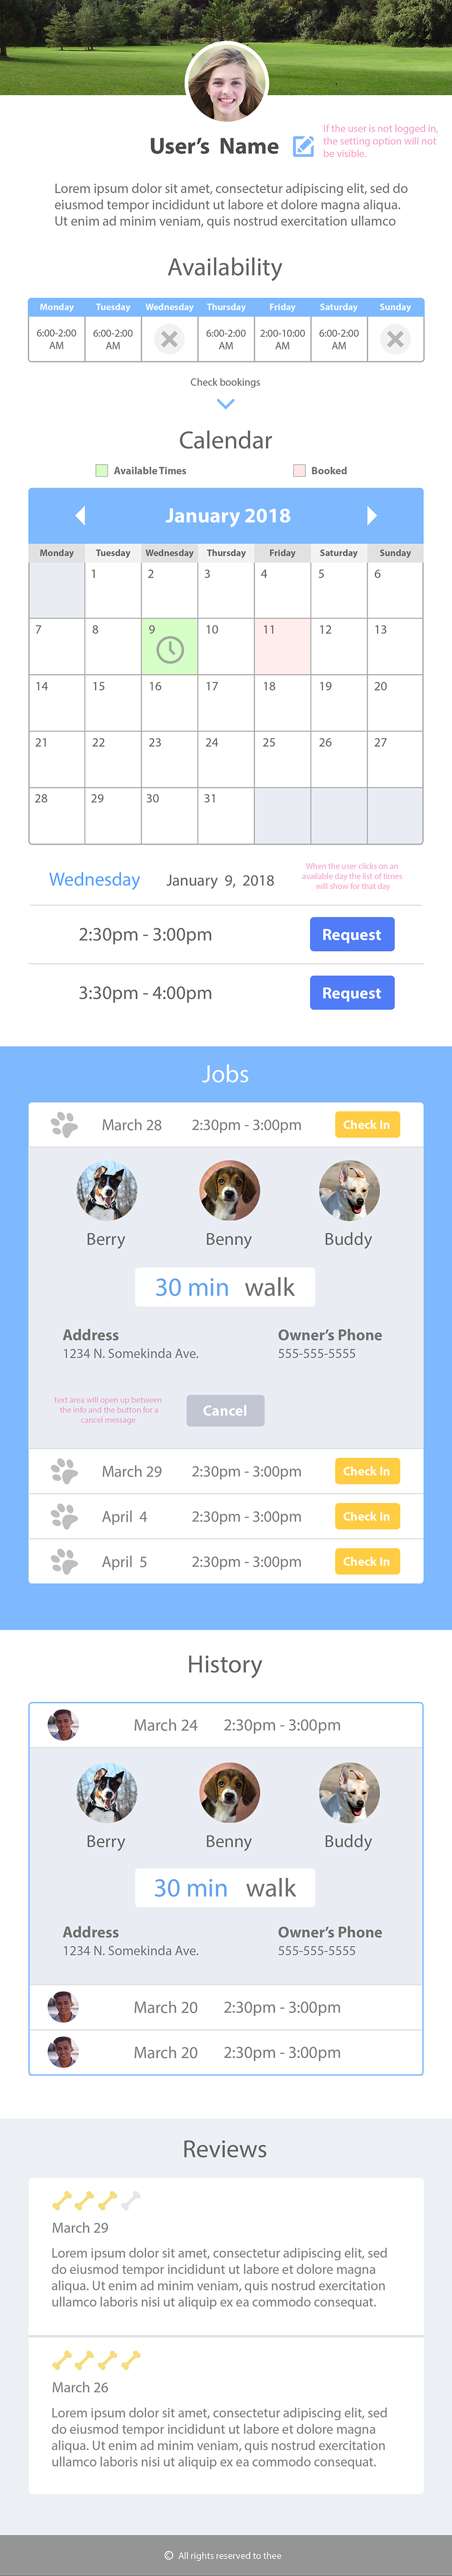 If the user is not logged in,
User's Name
the setting option will not
be visible.
Lorem ipsum dolor sit amet, consectetur adipiscing elit, sed do
eiusmod tempor incididunt ut labore et dolore magna aliqua.
Ut enim ad minim veniam, quis nostrud exercitation ullamco
Availability
Monday Tuesday Wednesday Thursday Friday Saturday Sunday
6:00-2:00 6:00-2:00 6:00-2:00 2:00-10:00 6:00-2:00
AM AM AM AM AM
Check bookings
Calendar
Available Times Booked
January 2018
Monday Tuesday Wednesday Thursday Friday Saturday Sunday
1 2 3 4 5 6
7 8 9 10 11 12 13
14 15 16 17 18 19 20
21 22 23 24 25 26 27
28 29 30 31
Wednesday January 9, 2018
When the user clicks on an
available day the list of times
will show for that day
2:30pm - 3:00pm Request
3:30pm - 4:00pm Request
Jobs
March 28 2:30pm - 3:00pm Check In
Berry Benny Buddy
30 min walk
Address Owner's Phone
1234 N. Somekinda Ave. 555-555-5555
text area will open up between
the info and the button for a
cancel message
Cancel
March 29 2:30pm - 3:00pm Check In
April 4 2:30pm - 3:00pm Check In
April 5 2:30pm - 3:00pm Check In
History
March 24 2:30pm - 3:00pm
Berry Benny Buddy
30 min walk
Address Owner's Phone
1234 N. Somekinda Ave. 555-555-5555
March 20 2:30pm - 3:00pm
March 20 2:30pm - 3:00pm
Reviews
March 29
Lorem ipsum dolor sit amet, consectetur adipiscing elit, sed
do eiusmod tempor incididunt ut labore et dolore magna
aliqua. Ut enim ad minim veniam, quis nostrud exercitation
ullamco laboris nisi ut aliquip ex ea commodo consequat.
March 26
Lorem ipsum dolor sit amet, consectetur adipiscing elit, sed
do eiusmod tempor incididunt ut labore et dolore magna
aliqua. Ut enim ad minim veniam, quis nostrud exercitation
ullamco laboris nisi ut aliquip ex ea commodo consequat.
© All rights reserved to thee